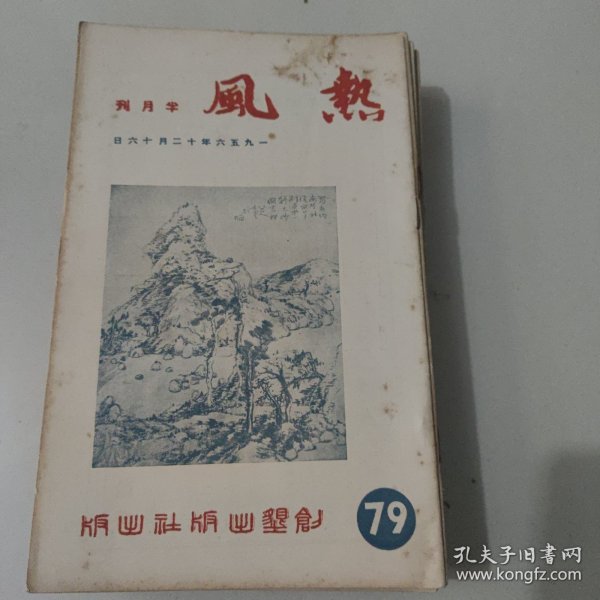 熱風 半月刊
一九五六年十二月十六日
創墾出版社出版
79
孔夫子旧書网
www.kongfz.com